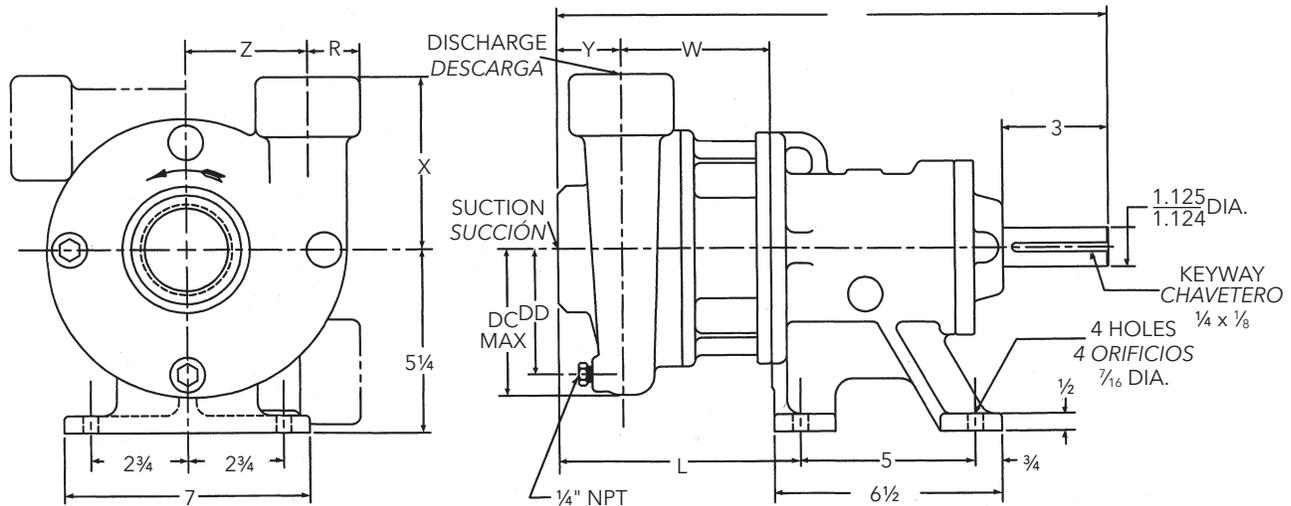 Z
R
X
5¼
2¾
2¾
7
DISCHARGE
DESCARGA
Y
W
3
1.125
1.124
DIA.
SUCTION
SUCCIÓN
KEYWAY
CHAVETERO
¼ x ⅛
DC
MAX
DD
4 HOLES
4 ORIFICIOS
⁷⁄₁₆ DIA.
½
L
5
¾
6½
¼" NPT